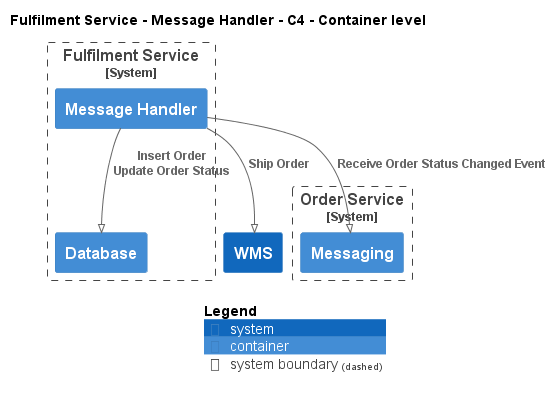 Fulfilment Service - Message Handler - C4 - Container level
Fulfilment Service
[System]
Message Handler
Insert Order
Update Order Status
Ship Order
Receive Order Status Changed Event
Order Service
[System]
Database
WMS
Messaging
Legend
system
container
system boundary (dashed)